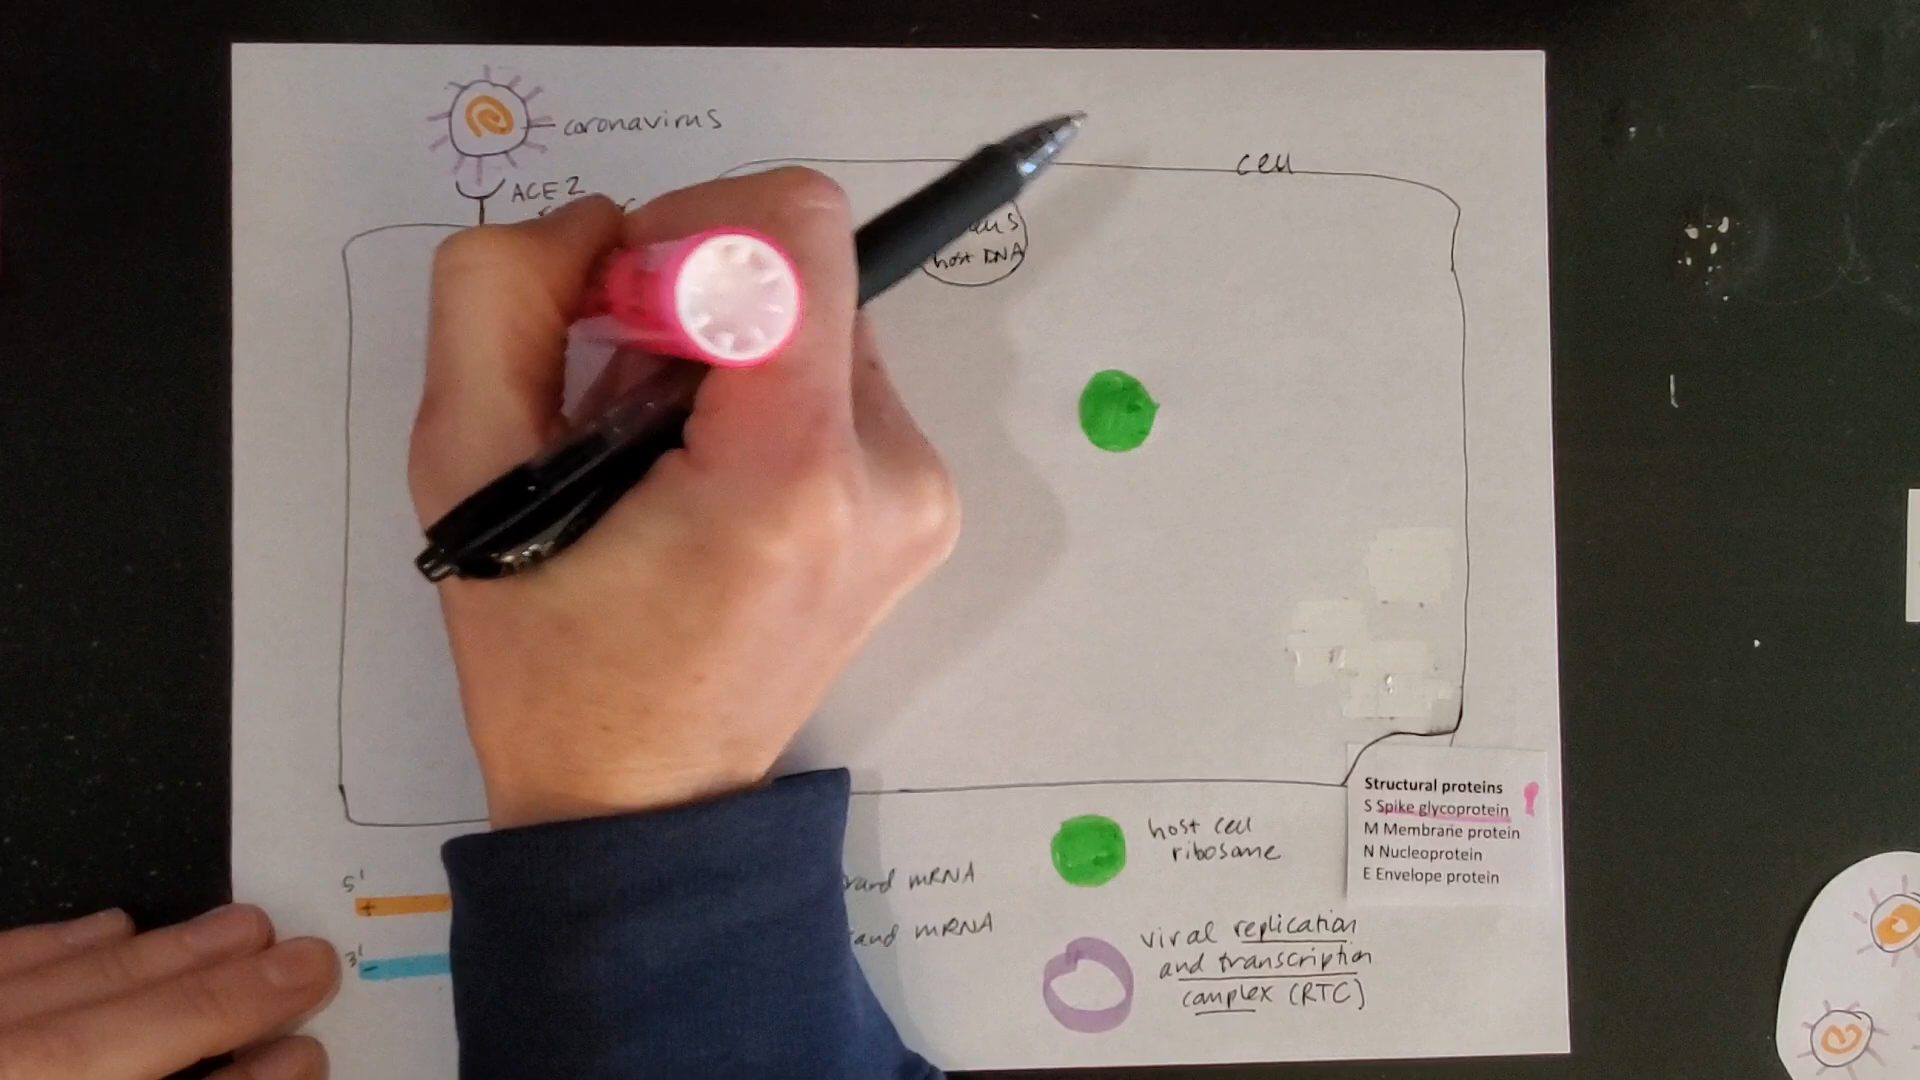 coronavirus
ACE2
cell
host DNA
Structural proteins
S Spike glycoprotein
M Membrane protein
N Nucleoprotein
E Envelope protein
host cell
ribosome
5'
+
mRNA
3'
-
mRNA
viral replication
and transcription
complex (RTC)